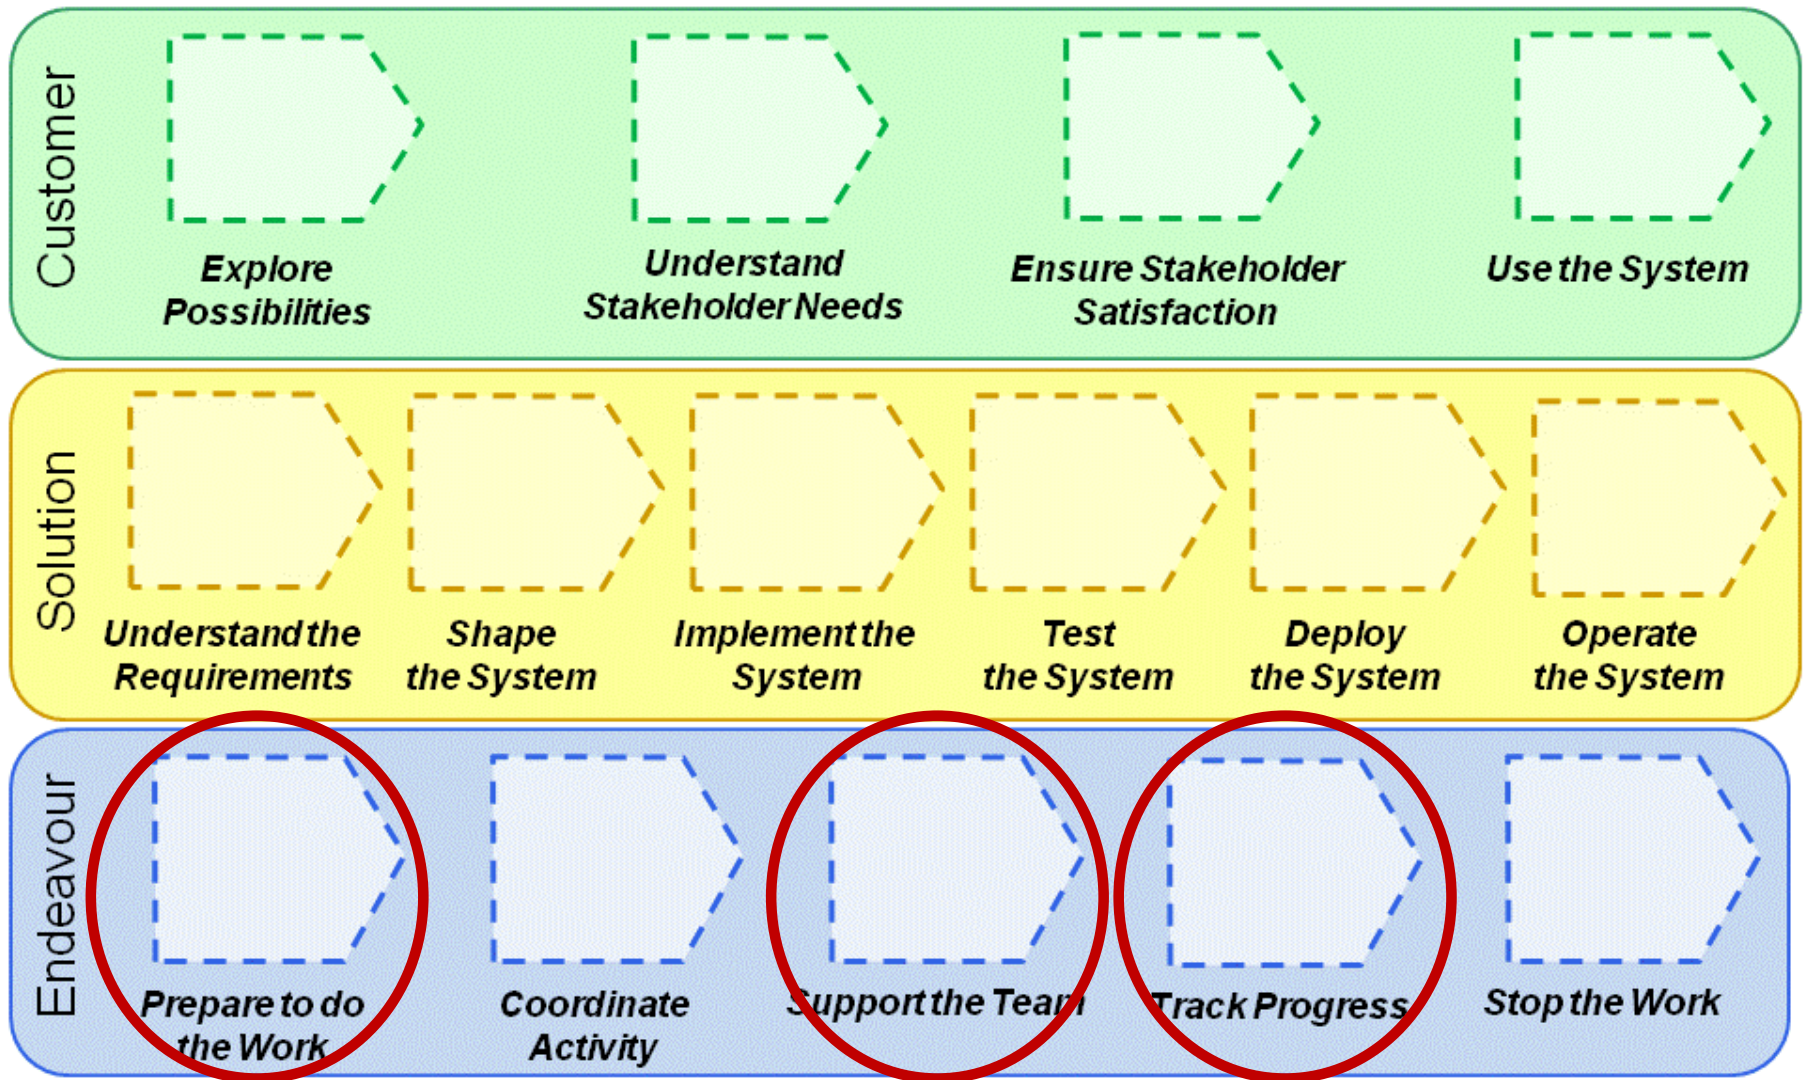 Customer
Explore
Possibilities
Understand
Stakeholder Needs
Ensure Stakeholder
Satisfaction
Use the System
Solution
Understand the
Requirements
Shape
the System
Implement the
System
Test
the System
Deploy
the System
Operate
the System
Endeavour
Prepare to do
the Work
Coordinate
Activity
Support the Team
Track Progress
Stop the Work